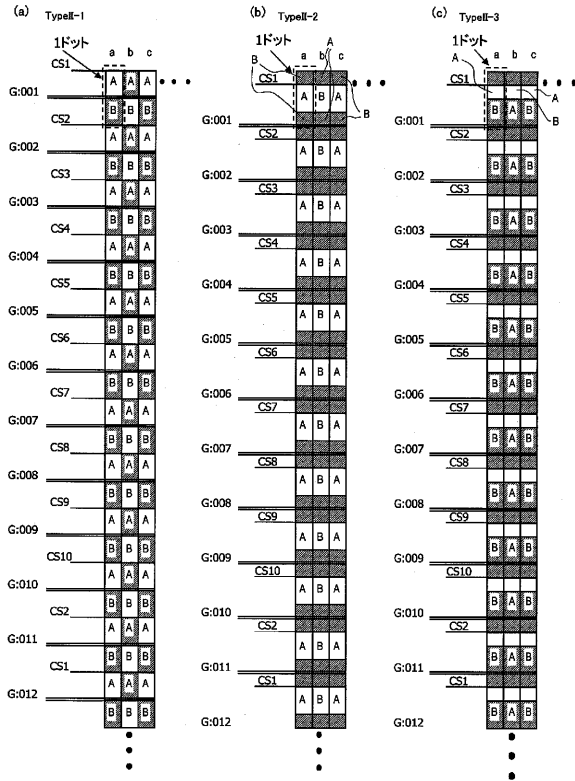 (a)
TypeⅡ-1
1ドット
a b c
CS1
A A A
G:001
B B B
CS2
A A A
G:002
B B B
CS3
A A A
G:003
B B B
CS4
A A A
G:004
B B B
CS5
A A A
G:005
B B B
CS6
A A A
G:006
B B B
CS7
A A A
G:007
B B B
CS8
A A A
G:008
B B B
CS9
A A A
G:009
B B B
CS10
A A A
G:010
B B B
CS2
A A A
G:011
B B B
CS1
A A A
G:012
B B B
(b)
TypeⅡ-2
1ドット
A
B
a b c
CS1
A B A
B
G:001
CS2
A B A
G:002
CS3
A B A
G:003
CS4
A B A
G:004
CS5
A B A
G:005
CS6
A B A
G:006
CS7
A B A
G:007
CS8
A B A
G:008
CS9
A B A
G:009
CS10
A B A
G:010
CS2
A B A
G:011
CS1
A B A
G:012
(c)
TypeⅡ-3
1ドット
a b c
A
CS1
A
B
B A B
G:001
CS2
B A B
G:002
CS3
B A B
G:003
CS4
B A B
G:004
CS5
B A B
G:005
CS6
B A B
G:006
CS7
B A B
G:007
CS8
B A B
G:008
CS9
B A B
G:009
CS10
B A B
G:010
CS2
B A B
G:011
CS1
B A B
G:012